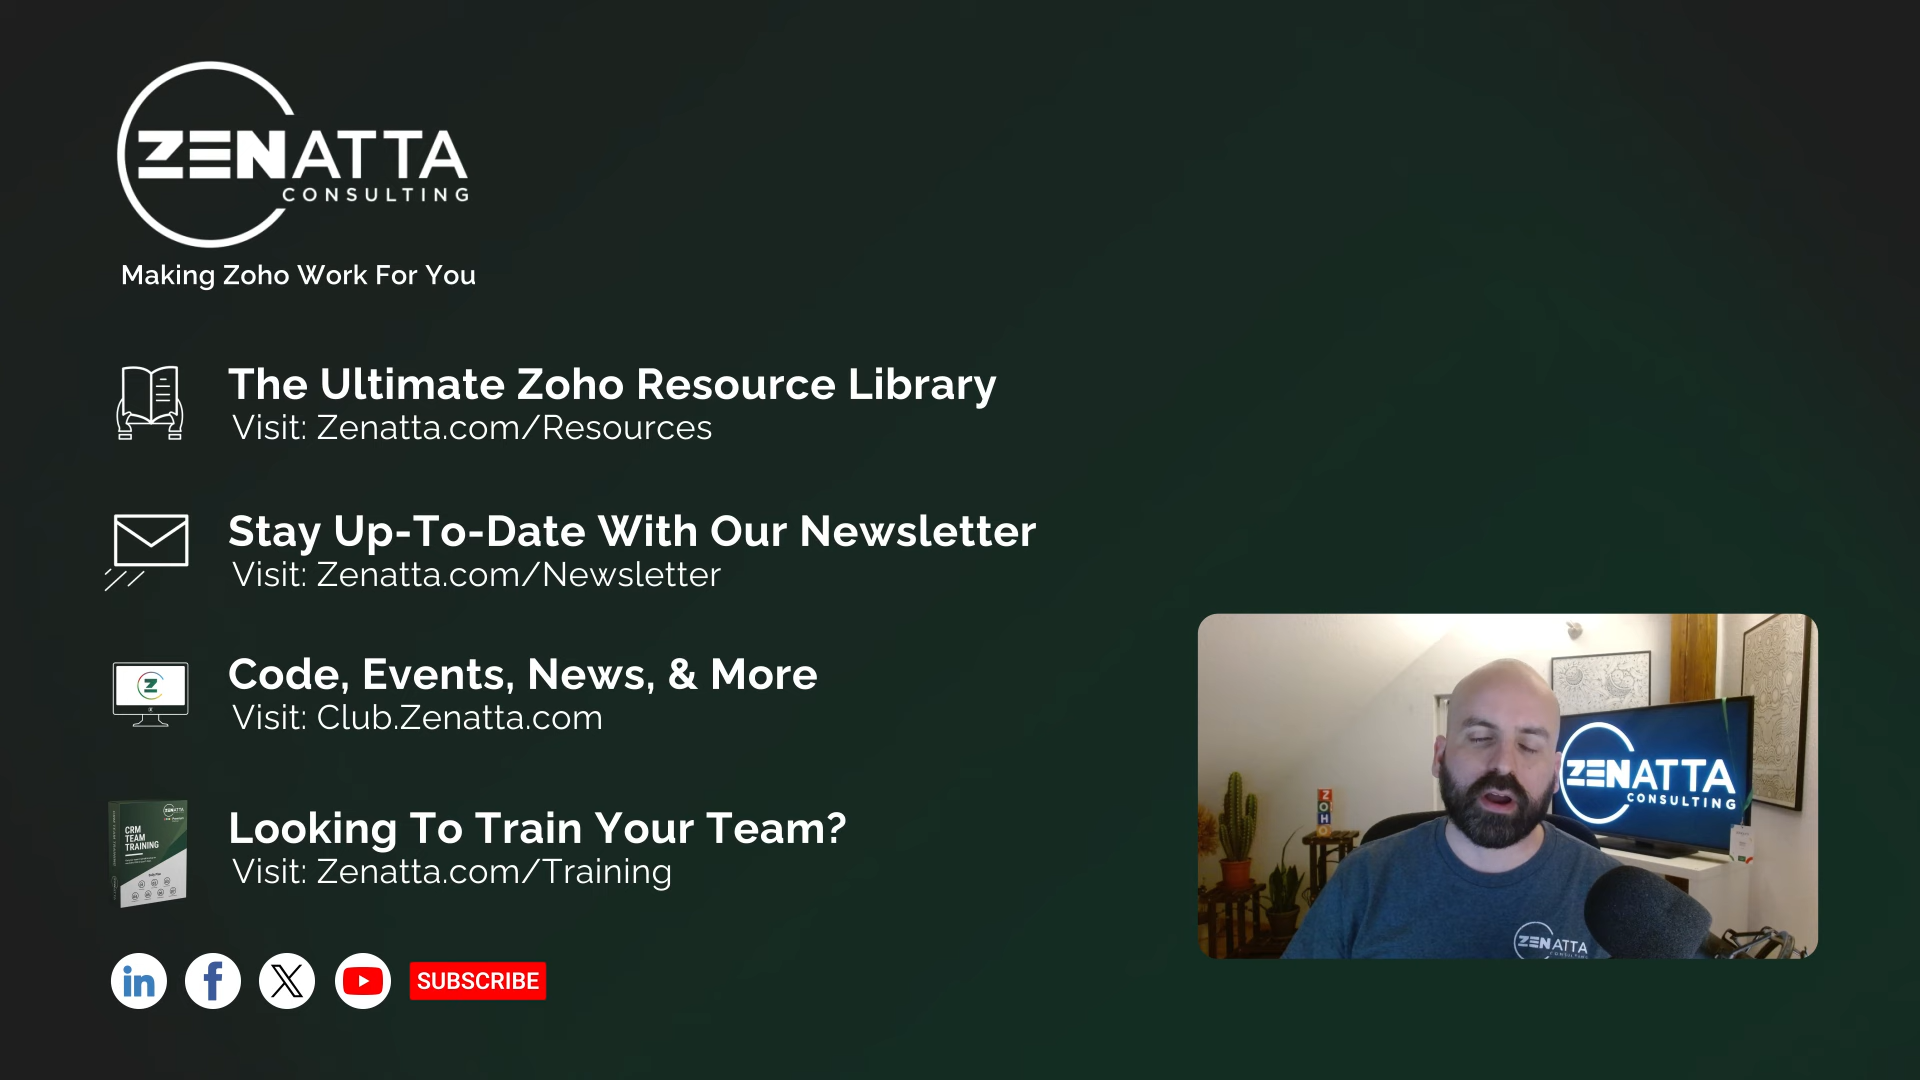 ZENATTA
CONSULTING
Making Zoho Work For You
The Ultimate Zoho Resource Library
Visit: Zenatta.com/Resources
Stay Up-To-Date With Our Newsletter
Visit: Zenatta.com/Newsletter
Code, Events, News, & More
Visit: Club.Zenatta.com
CRM
TEAM
TRAINING
Looking To Train Your Team?
Visit: Zenatta.com/Training
in
f
X
SUBSCRIBE
ZOHO
ZENATTA
CONSULTING
ZENATTA
CONSULTING